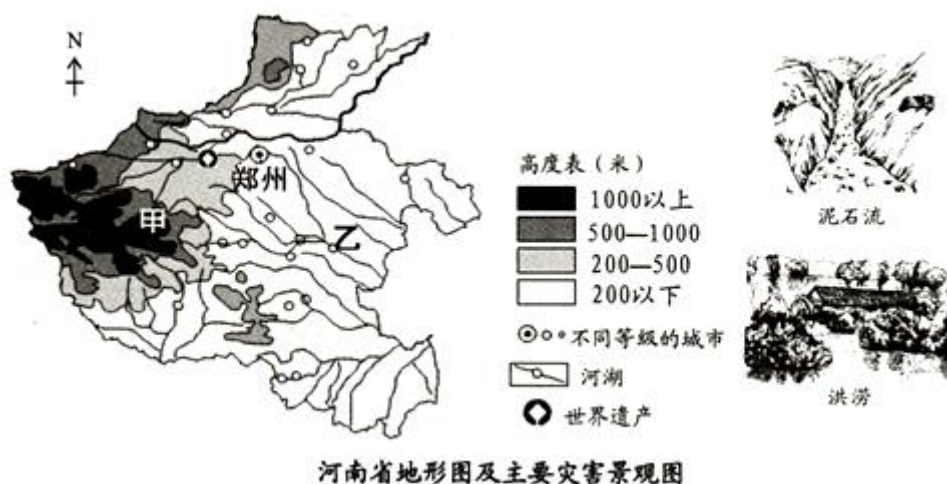 N
郑州
甲
乙
高度表（米）
1000以上
500—1000
200—500
200以下
不同等级的城市
河湖
世界遗产
泥石流
洪涝
河南省地形图及主要灾害景观图